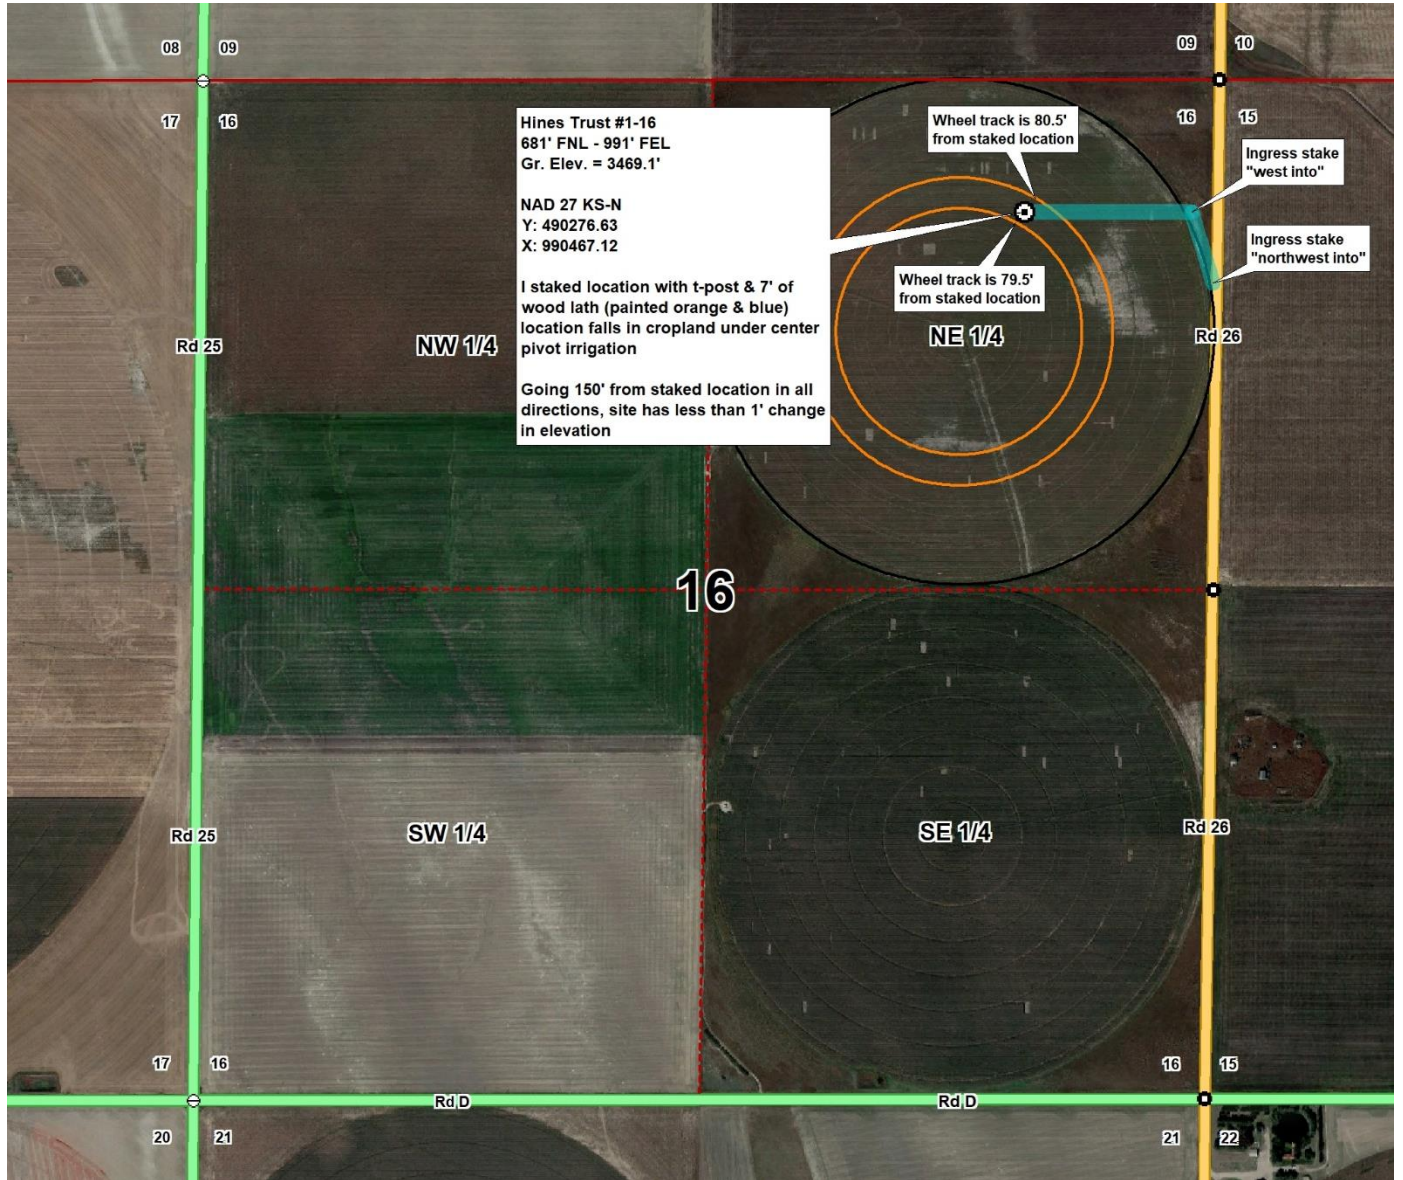 08 09
09 10
17 16
16 15
Hines Trust #1-16
681' FNL - 991' FEL
Gr. Elev. = 3469.1'
NAD 27 KS-N
Y: 490276.63
X: 990467.12
I staked location with t-post & 7' of
wood lath (painted orange & blue)
location falls in cropland under center
pivot irrigation
Going 150' from staked location in all
directions, site has less than 1' change
in elevation
Wheel track is 80.5'
from staked location
Ingress stake
"west into"
Ingress stake
"northwest into"
Wheel track is 79.5'
from staked location
Rd 25
NW 1/4
NE 1/4
Rd 26
16
Rd 25
SW 1/4
SE 1/4
Rd 26
17 16
16 15
Rd D
Rd D
20 21
21 22